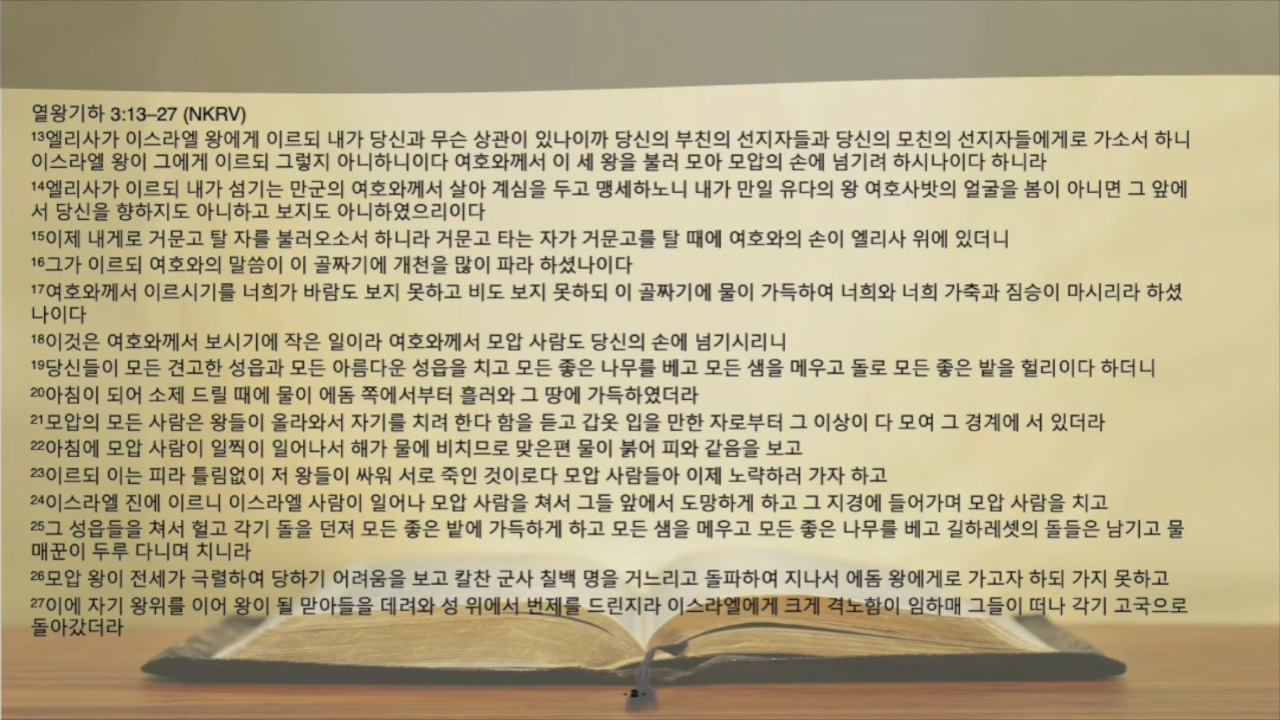 열왕기하 3:13–27 (NKRV)
13엘리사가 이스라엘 왕에게 이르되 내가 당신과 무슨 상관이 있나이까 당신의 부친의 선지자들과 당신의 모친의 선지자들에게로 가소서 하니
이스라엘 왕이 그에게 이르되 그렇지 아니하니이다 여호와께서 이 세 왕을 불러 모아 모압의 손에 넘기려 하시나이다 하니라
14엘리사가 이르되 내가 섬기는 만군의 여호와께서 살아 계심을 두고 맹세하노니 내가 만일 유다의 왕 여호사밧의 얼굴을 봄이 아니면 그 앞에
서 당신을 향하지도 아니하고 보지도 아니하였으리이다
15이제 내게로 거문고 탈 자를 불러오소서 하니라 거문고 타는 자가 거문고를 탈 때에 여호와의 손이 엘리사 위에 있더니
16그가 이르되 여호와의 말씀이 이 골짜기에 개천을 많이 파라 하셨나이다
17여호와께서 이르시기를 너희가 바람도 보지 못하고 비도 보지 못하되 이 골짜기에 물이 가득하여 너희와 너희 가축과 짐승이 마시리라 하셨
나이다
18이것은 여호와께서 보시기에 작은 일이라 여호와께서 모압 사람도 당신의 손에 넘기시리니
19당신들이 모든 견고한 성읍과 모든 아름다운 성읍을 치고 모든 좋은 나무를 베고 모든 샘을 메우고 돌로 모든 좋은 밭을 헐리이다 하더니
20아침이 되어 소제 드릴 때에 물이 에돔 쪽에서부터 흘러와 그 땅에 가득하였더라
21모압의 모든 사람은 왕들이 올라와서 자기를 치려 한다 함을 듣고 갑옷 입을 만한 자로부터 그 이상이 다 모여 그 경계에 서 있더라
22아침에 모압 사람이 일찍이 일어나서 해가 물에 비치므로 맞은편 물이 붉어 피와 같음을 보고
23이르되 이는 피라 틀림없이 저 왕들이 싸워 서로 죽인 것이로다 모압 사람들아 이제 노략하러 가자 하고
24이스라엘 진에 이르니 이스라엘 사람이 일어나 모압 사람을 쳐서 그들 앞에서 도망하게 하고 그 지경에 들어가며 모압 사람을 치고
25그 성읍들을 쳐서 헐고 각기 돌을 던져 모든 좋은 밭에 가득하게 하고 모든 샘을 메우고 모든 좋은 나무를 베고 길하레셋의 돌들은 남기고 물
매꾼이 두루 다니며 치니라
26모압 왕이 전세가 극렬하여 당하기 어려움을 보고 칼찬 군사 칠백 명을 거느리고 돌파하여 지나서 에돔 왕에게로 가고자 하되 가지 못하고
27이에 자기 왕위를 이어 왕이 될 맏아들을 데려와 성 위에서 번제를 드린지라 이스라엘에게 크게 격노함이 임하매 그들이 떠나 각기 고국으로
돌아갔더라